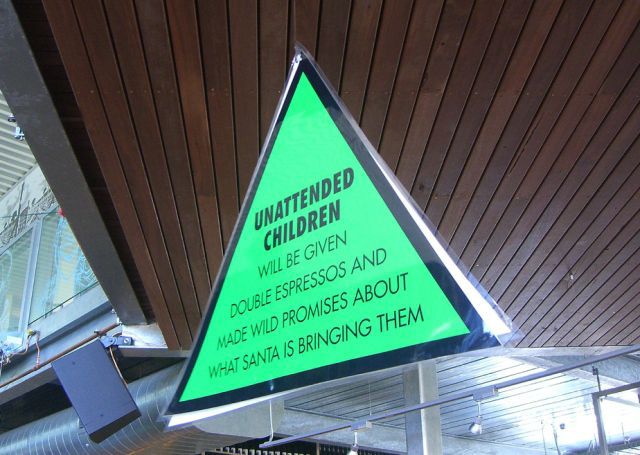 UNATTENDED
CHILDREN
WILL BE GIVEN
DOUBLE ESPRESSOS AND
MADE WILD PROMISES ABOUT
WHAT SANTA IS BRINGING THEM